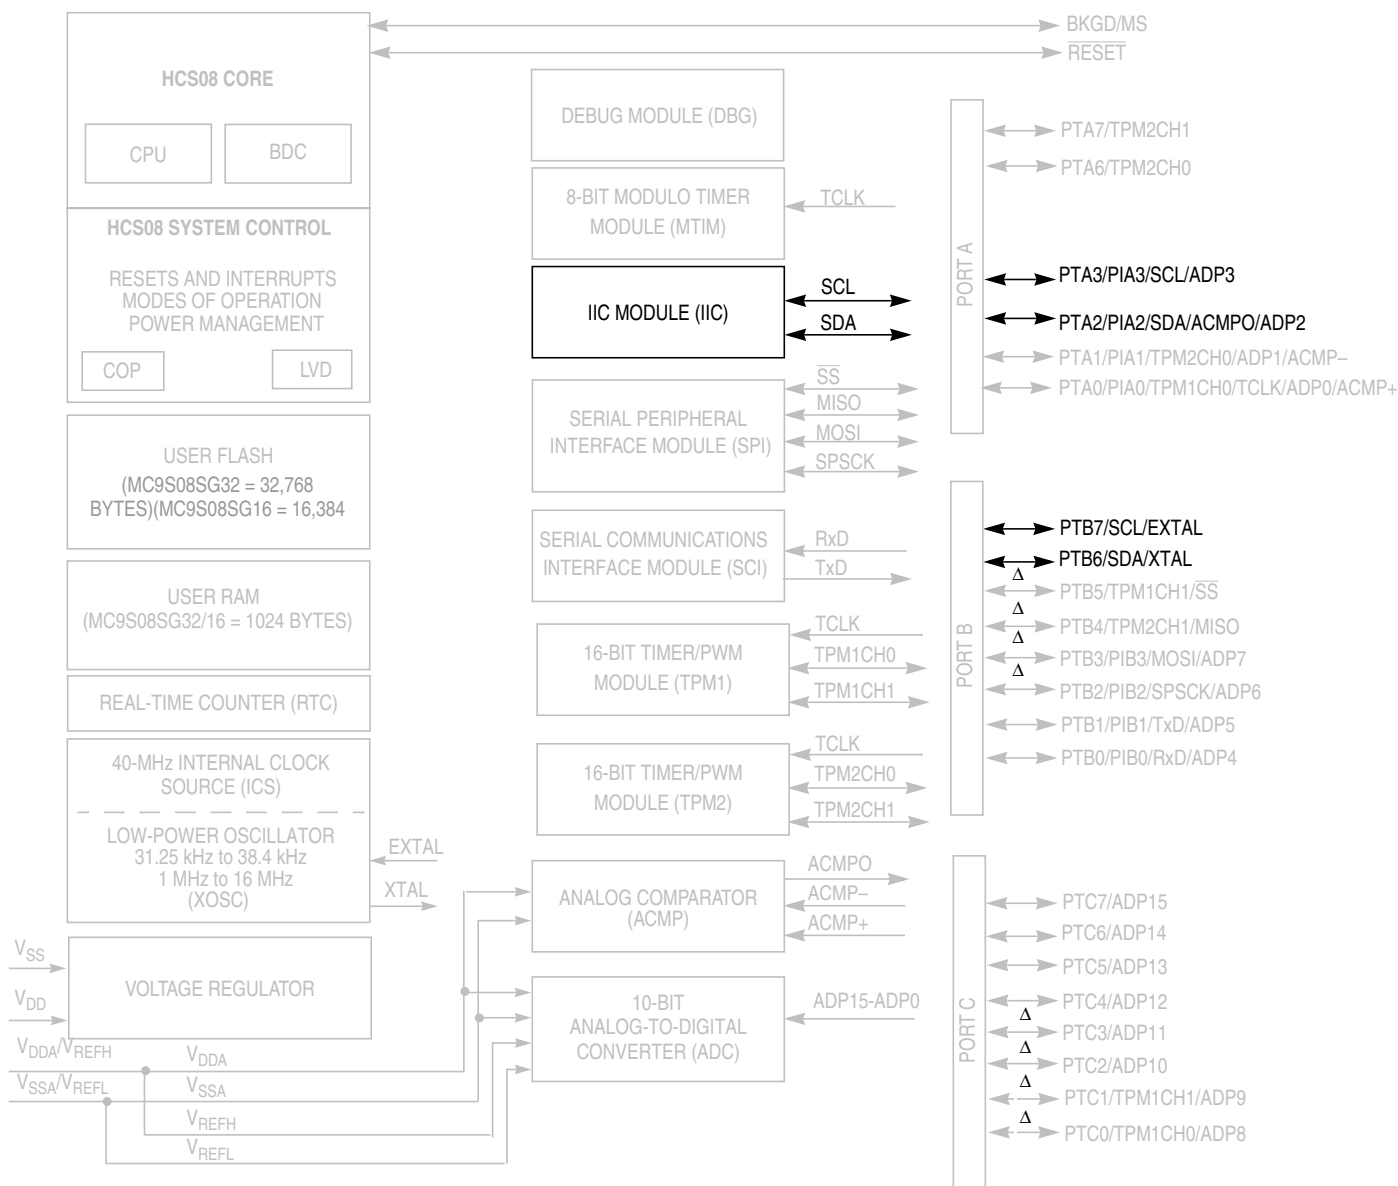 BKGD/MS
RESET
HCS08 CORE
CPU
BDC
HCS08 SYSTEM CONTROL
RESETS AND INTERRUPTS
MODES OF OPERATION
POWER MANAGEMENT
COP
LVD
USER FLASH
(MC9S08SG32 = 32,768
BYTES)(MC9S08SG16 = 16,384
USER RAM
(MC9S08SG32/16 = 1024 BYTES)
REAL-TIME COUNTER (RTC)
40-MHz INTERNAL CLOCK
SOURCE (ICS)
LOW-POWER OSCILLATOR
31.25 kHz to 38.4 kHz
1 MHz to 16 MHz
(XOSC)
EXTAL
XTAL
VSS
VDD
VOLTAGE REGULATOR
VDDA/VREFH
VSSA/VREFL
VDDA
VSSA
VREFH
VREFL
DEBUG MODULE (DBG)
8-BIT MODULO TIMER
MODULE (MTIM)
TCLK
IIC MODULE (IIC)
SCL
SDA
SERIAL PERIPHERAL
INTERFACE MODULE (SPI)
SS
MISO
MOSI
SPSCK
SERIAL COMMUNICATIONS
INTERFACE MODULE (SCI)
RxD
TxD
16-BIT TIMER/PWM
MODULE (TPM1)
TCLK
TPM1CH0
TPM1CH1
16-BIT TIMER/PWM
MODULE (TPM2)
TCLK
TPM2CH0
TPM2CH1
ANALOG COMPARATOR
(ACMP)
ACMPO
ACMP–
ACMP+
10-BIT
ANALOG-TO-DIGITAL
CONVERTER (ADC)
ADP15-ADP0
PORT A
PTA7/TPM2CH1
PTA6/TPM2CH0
PTA3/PIA3/SCL/ADP3
PTA2/PIA2/SDA/ACMPO/ADP2
PTA1/PIA1/TPM2CH0/ADP1/ACMP–
PTA0/PIA0/TPM1CH0/TCLK/ADP0/ACMP+
PORT B
PTB7/SCL/EXTAL
PTB6/SDA/XTAL
Δ
PTB5/TPM1CH1/SS
Δ
PTB4/TPM2CH1/MISO
Δ
PTB3/PIB3/MOSI/ADP7
Δ
PTB2/PIB2/SPSCK/ADP6
PTB1/PIB1/TxD/ADP5
PTB0/PIB0/RxD/ADP4
PORT C
PTC7/ADP15
PTC6/ADP14
PTC5/ADP13
PTC4/ADP12
Δ
PTC3/ADP11
Δ
PTC2/ADP10
Δ
PTC1/TPM1CH1/ADP9
Δ
PTC0/TPM1CH0/ADP8